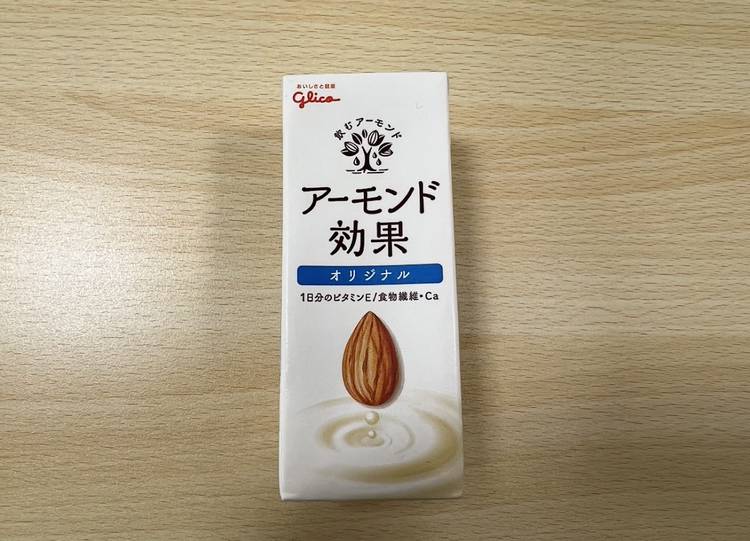 おいしさと健康
Glico
飲むアーモンド
アーモンド
効果
オリジナル
1日分のビタミンE/食物繊維・Ca